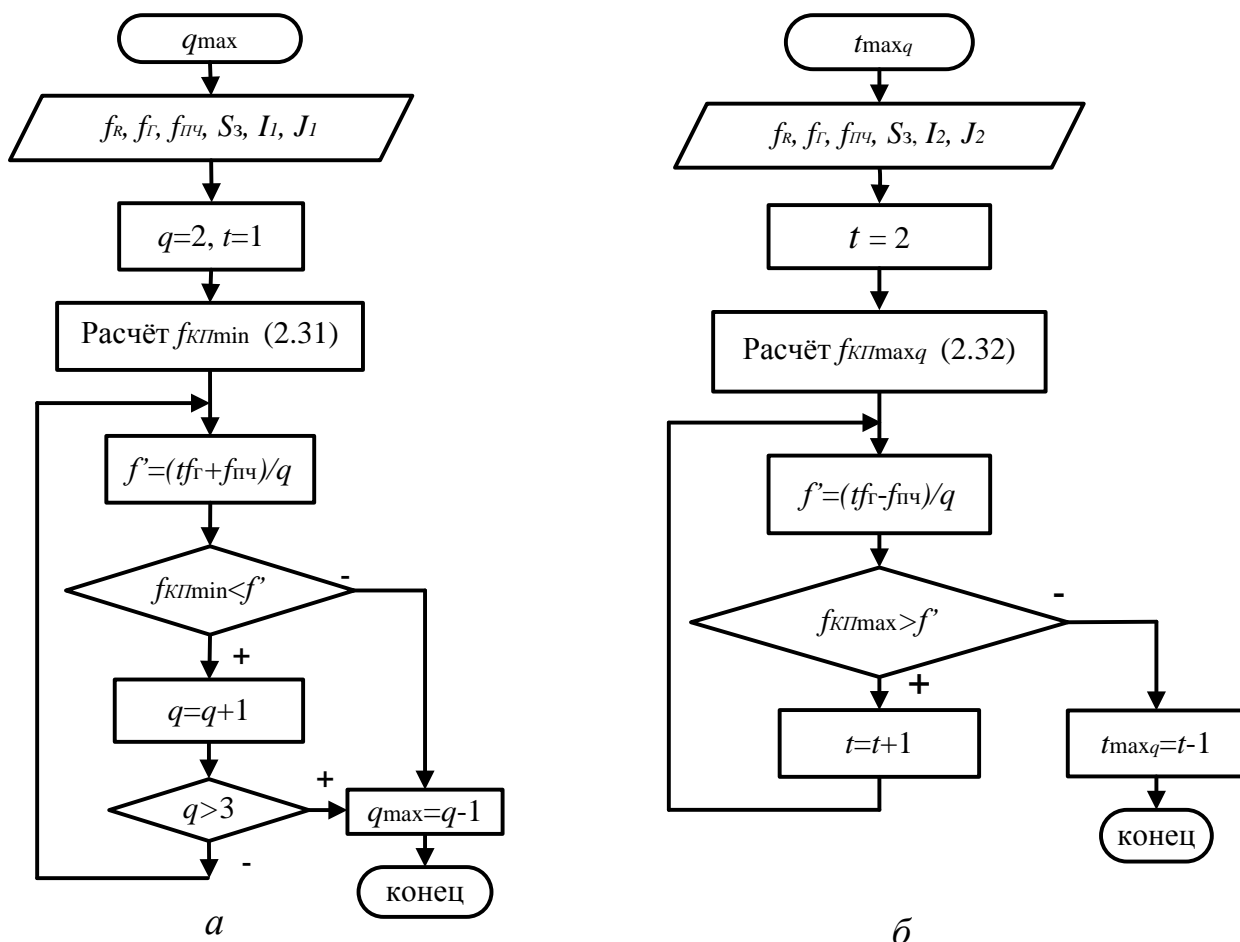 qmax
fR, fГ, fПЧ, S3, I1, J1
q=2, t=1
Расчёт fКПmin (2.31)
f’=(tfГ+fПЧ)/q
fКПmin<f’
-
+
q=q+1
q>3
+
-
qmax=q-1
конец
а
tmaxq
fR, fГ, fПЧ, S3, I2, J2
t = 2
Расчёт fКПmaxq (2.32)
f’=(tfГ-fПЧ)/q
fКПmax>f’
-
+
t=t+1
tmaxq=t-1
конец
б